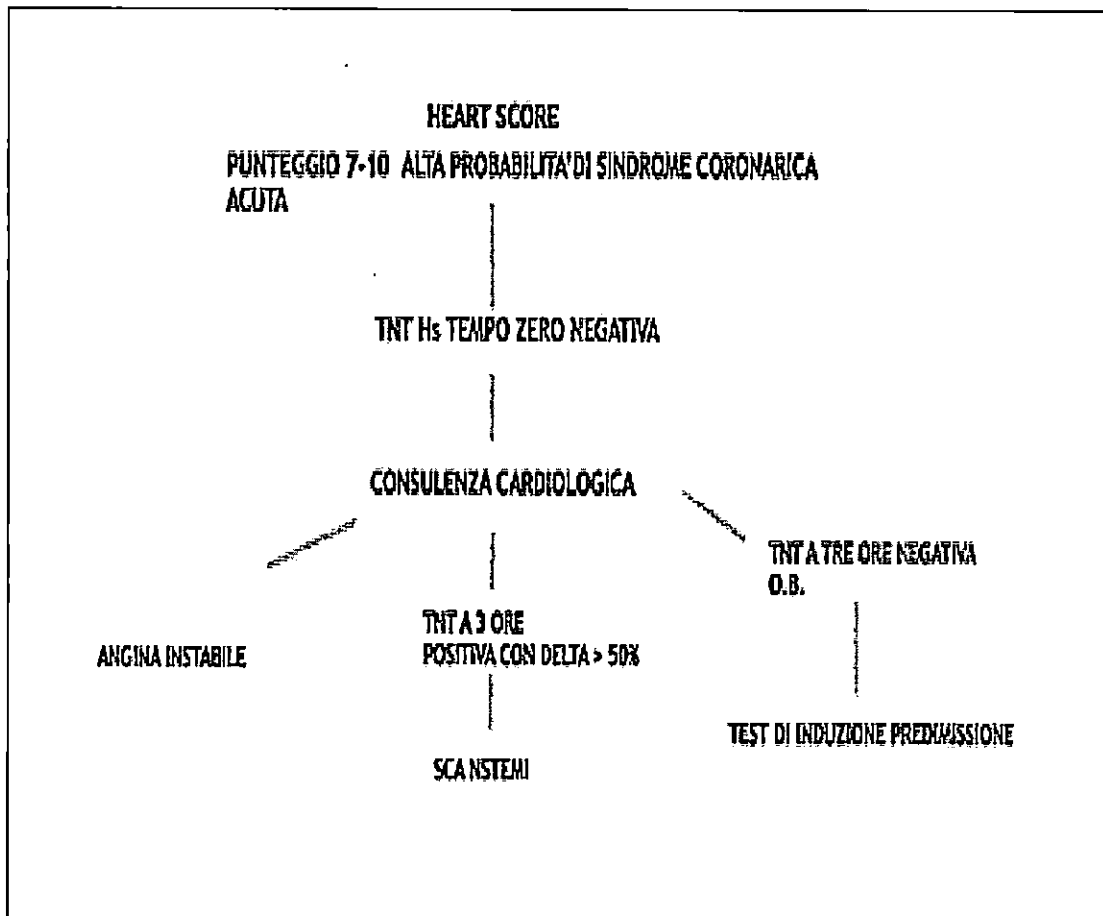 HEART SCORE
PUNTEGGIO 7-10 ALTA PROBABILITA' DI SINDROME CORONARICA
ACUTA
TNT Hs TEMPO ZERO NEGATIVA
CONSULENZA CARDIOLOGICA
TNT A TRE ORE NEGATIVA
O.B.
TNT A 3 ORE
POSITIVA CON DELTA > 50%
ANGINA INSTABILE
TEST DI INDUZIONE PREDIMISSIONE
SCA NSTEMI